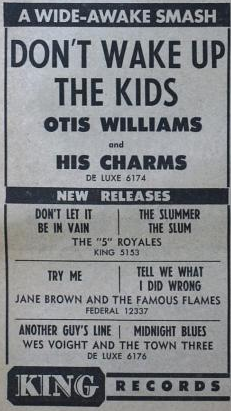 A WIDE-AWAKE SMASH
DON'T WAKE UP
THE KIDS
OTIS WILLIAMS
and
HIS CHARMS
DE LUXE 6174
NEW RELEASES
DON'T LET IT
BE IN VAIN
THE SLUMMER
THE SLUM
THE "5" ROYALES
KING 5153
TRY ME
TELL WE WHAT
I DID WRONG
JANE BROWN AND THE FAMOUS FLAMES
FEDERAL 12337
ANOTHER GUY'S LINE
MIDNIGHT BLUES
WES VOIGHT AND THE TOWN THREE
DE LUXE 6176
KING RECORDS